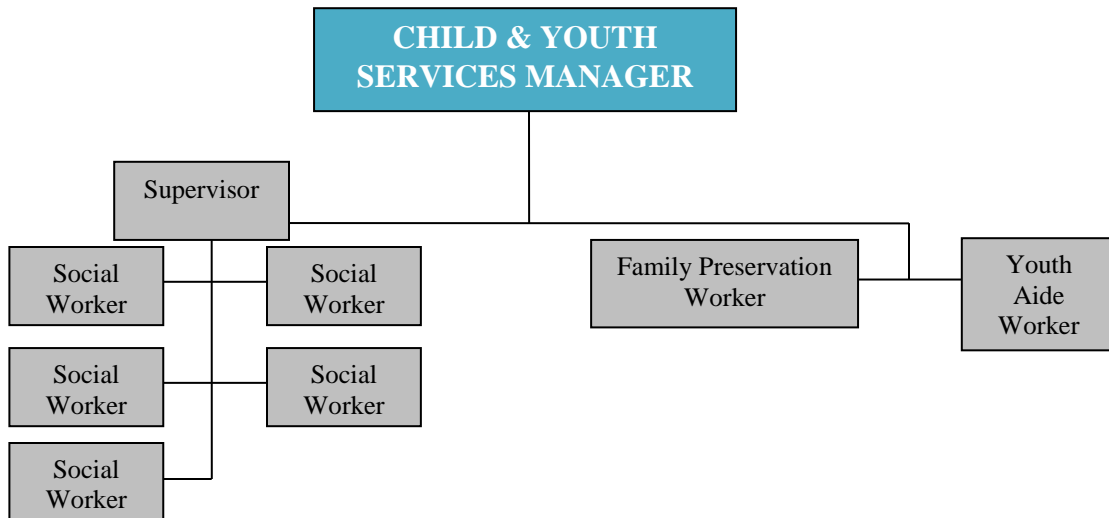 CHILD & YOUTH
SERVICES MANAGER
Supervisor
Social
Worker
Social
Worker
Family Preservation
Worker
Youth
Aide
Worker
Social
Worker
Social
Worker
Social
Worker